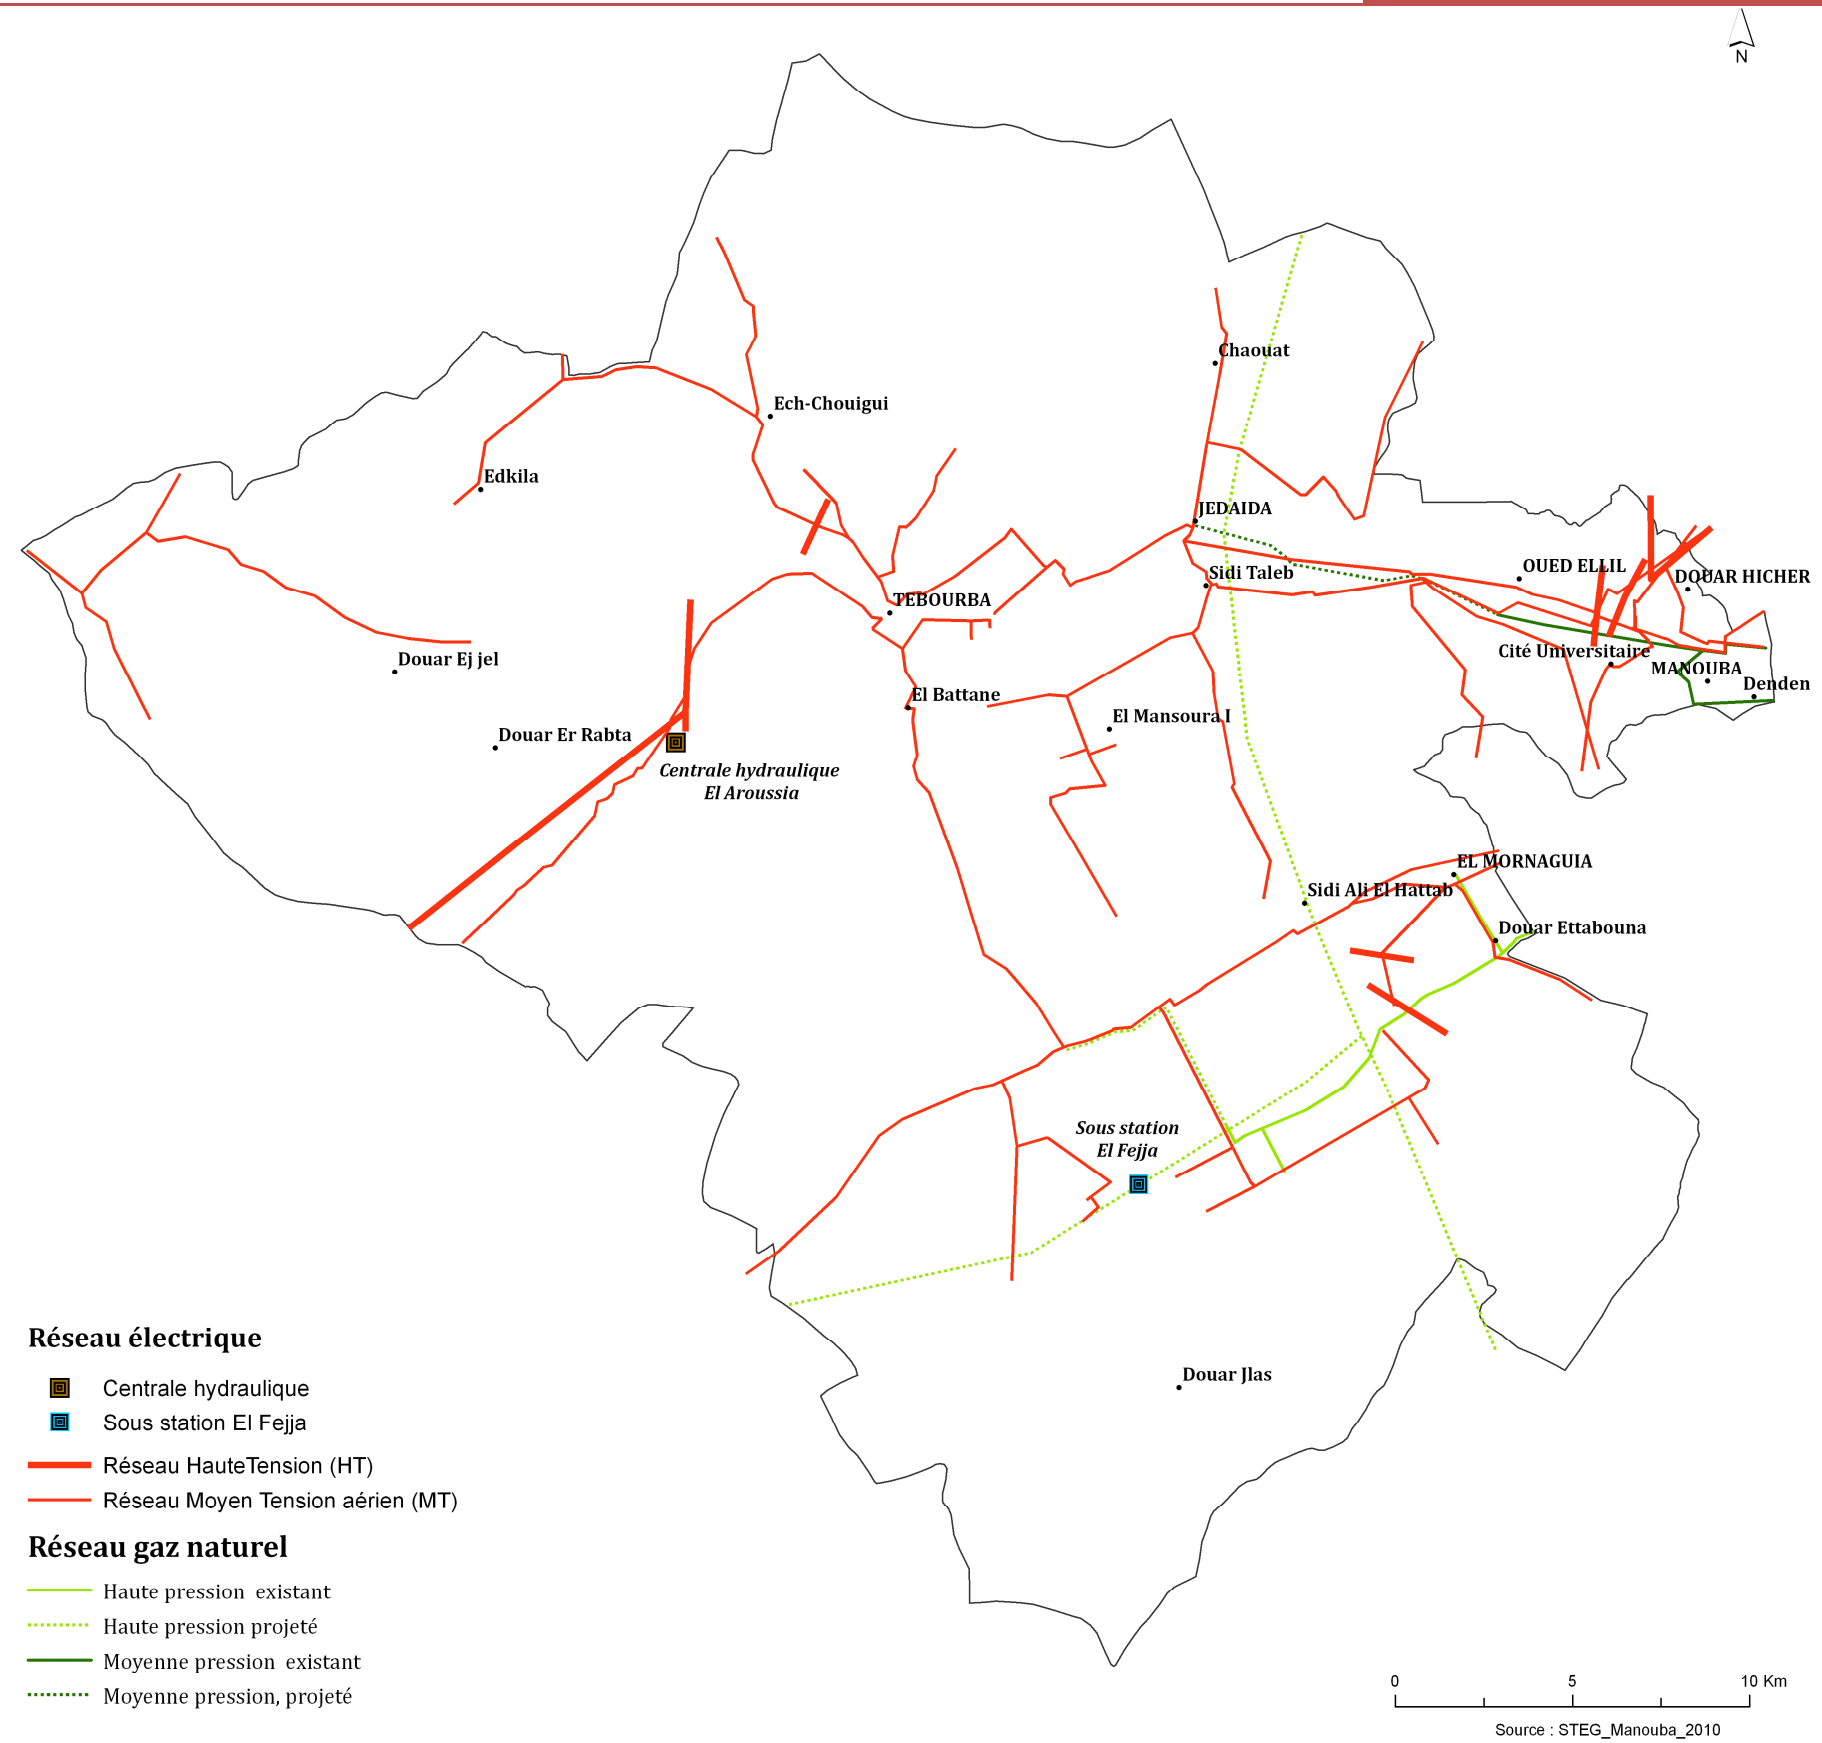 N
Chaouat
Ech-Chouigui
Edkila
JEDAIDA
OUED ELLIL
Sidi Taleb
DOUAR HICHER
TEBOURBA
Cité Universitaire
Douar Ej jel
MANOUBA
Denden
El Battane
El Mansoura I
Douar Er Rabta
Centrale hydraulique
El Aroussia
EL MORNAGUIA
Sidi Ali El Hattab
Douar Ettabouna
Sous station
El Fejja
Douar Jlas
Réseau électrique
Centrale hydraulique
Sous station El Fejja
Réseau HauteTension (HT)
Réseau Moyen Tension aérien (MT)
Réseau gaz naturel
Haute pression existant
Haute pression projeté
Moyenne pression existant
Moyenne pression, projeté
0 5 10 Km
Source : STEG_Manouba_2010